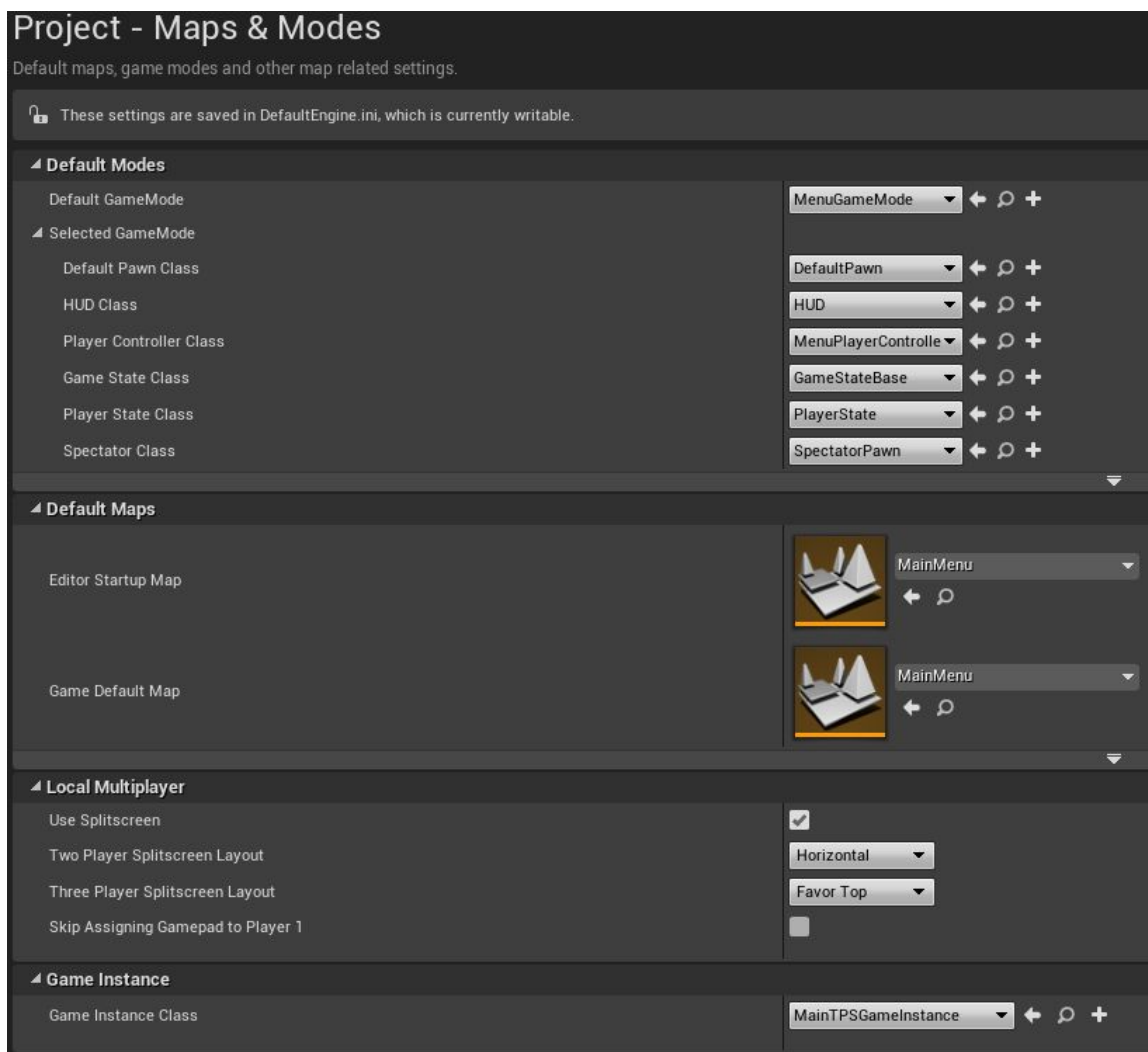 Project - Maps & Modes
Default maps, game modes and other map related settings.
These settings are saved in DefaultEngine.ini, which is currently writable.
Default Modes
Default GameMode MenuGameMode
Selected GameMode
Default Pawn Class DefaultPawn
HUD Class HUD
Player Controller Class MenuPlayerControlle
Game State Class GameStateBase
Player State Class PlayerState
Spectator Class SpectatorPawn
Default Maps
Editor Startup Map MainMenu
Game Default Map MainMenu
Local Multiplayer
Use Splitscreen
Two Player Splitscreen Layout Horizontal
Three Player Splitscreen Layout Favor Top
Skip Assigning Gamepad to Player 1
Game Instance
Game Instance Class MainTPSGameInstance